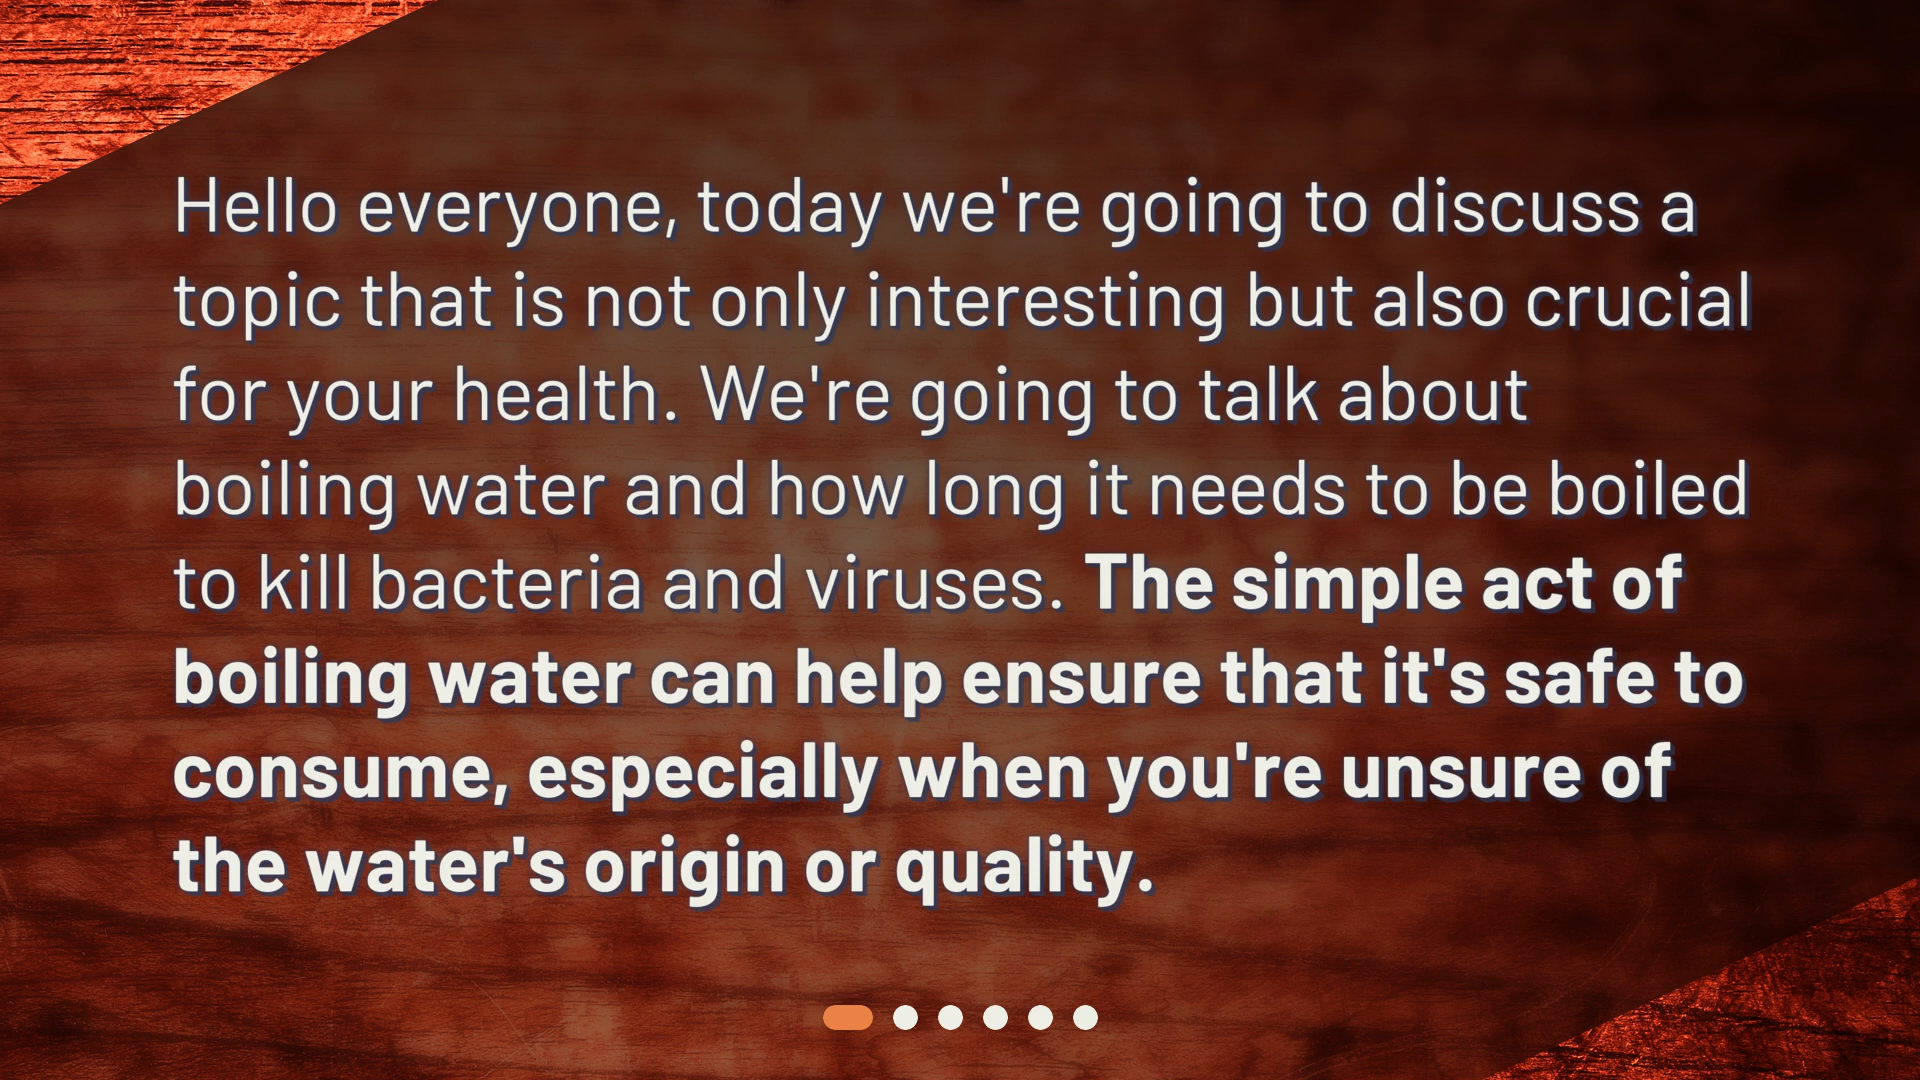 Hello everyone, today we're going to discuss a
topic that is not only interesting but also crucial
for your health. We're going to talk about
boiling water and how long it needs to be boiled
to kill bacteria and viruses. The simple act of
boiling water can help ensure that it's safe to
consume, especially when you're unsure of
the water's origin or quality.